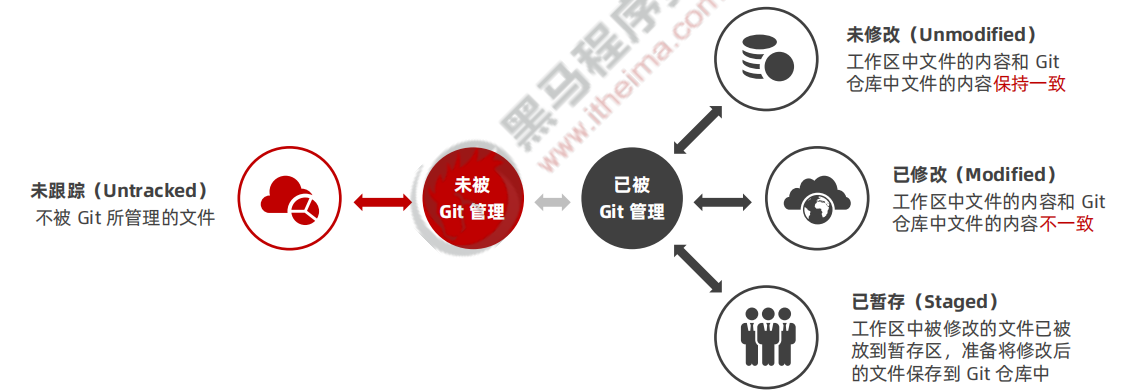 未跟踪（Untracked）
不被 Git 所管理的文件
未被
Git 管理
已被
Git 管理
未修改（Unmodified）
工作区中文件的内容和 Git
仓库中文件的内容保持一致
已修改（Modified）
工作区中文件的内容和 Git
仓库中文件的内容不一致
已暂存（Staged）
工作区中被修改的文件已被
放到暂存区，准备将修改后
的文件保存到 Git 仓库中
黑马程序员
www.itheima.com